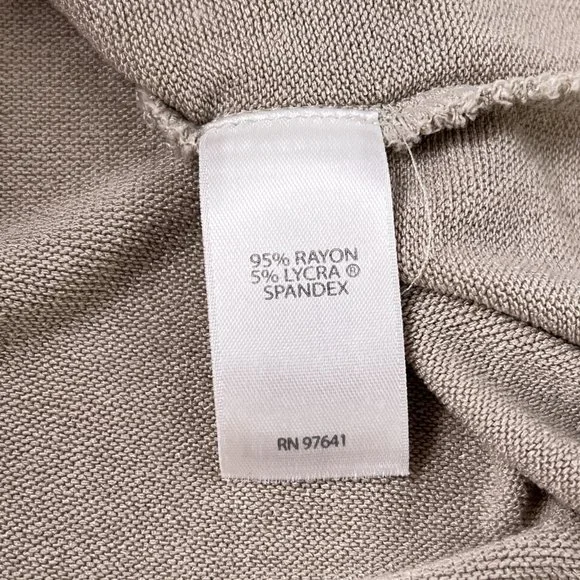 95% RAYON
5% LYCRA ®
SPANDEX
RN 97641